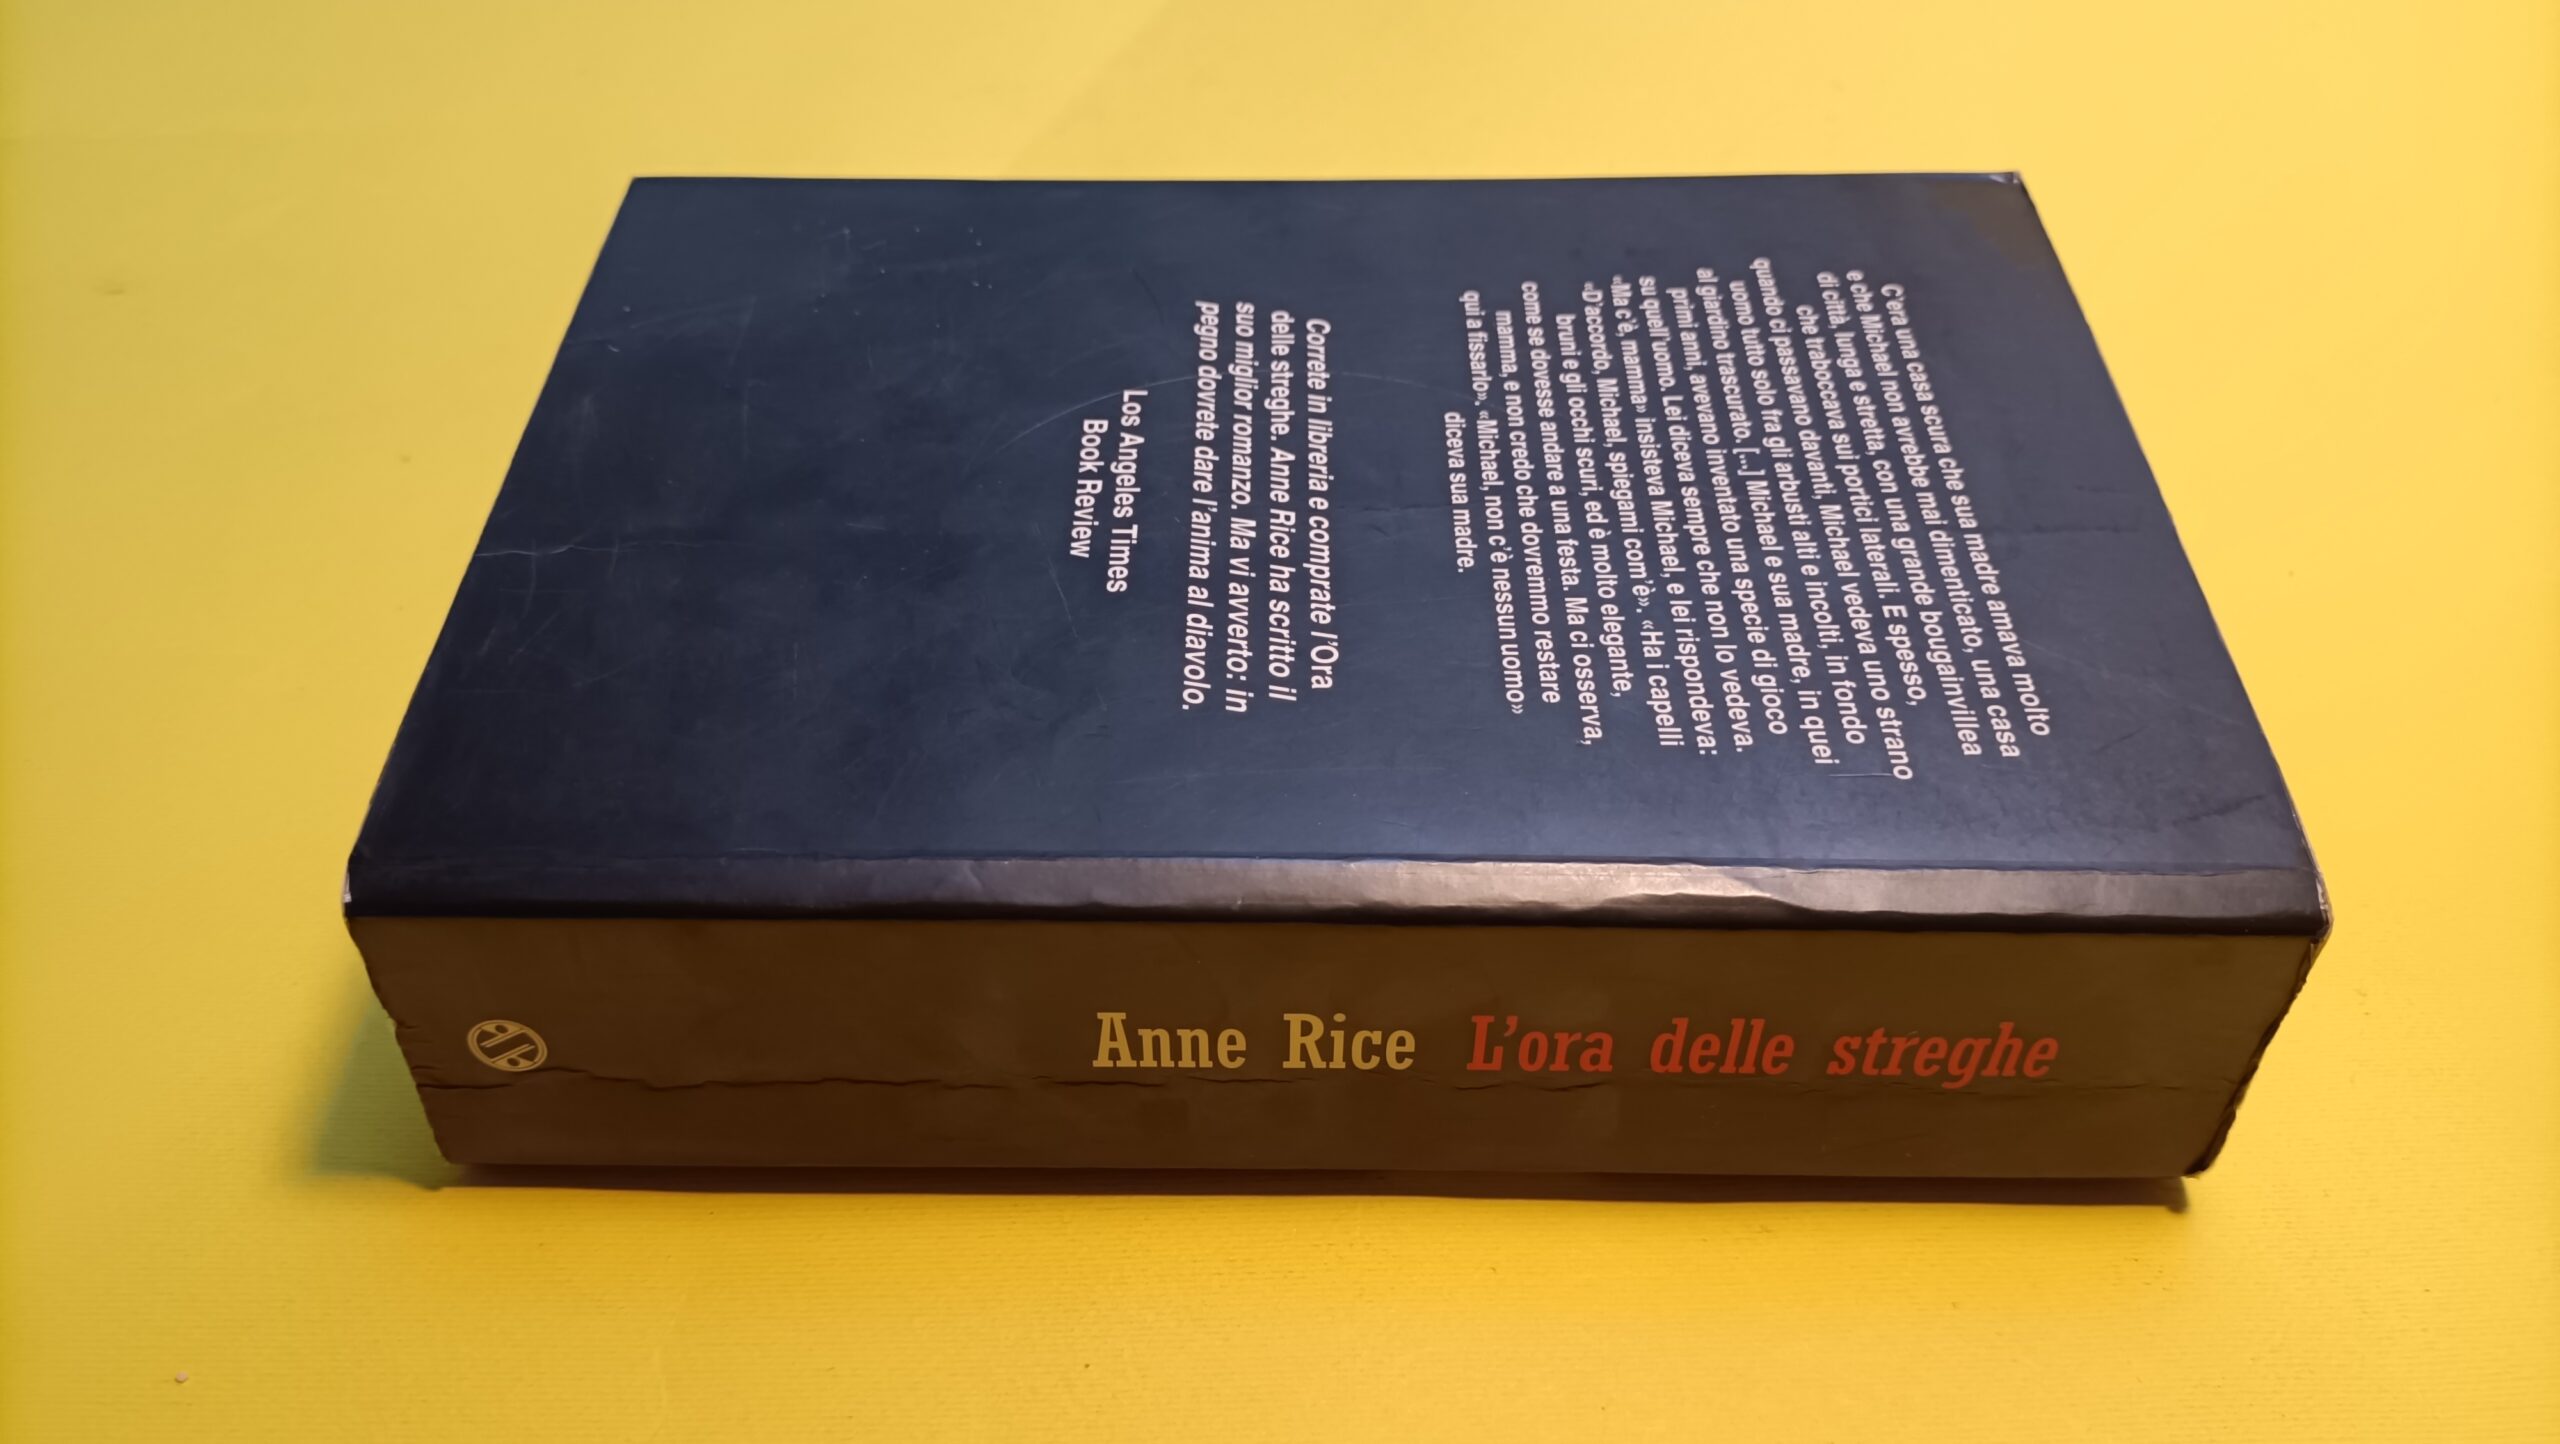 C'era una casa scura che sua madre amava molto
e che Michael non avrebbe mai dimenticato, una casa
di città, lunga e stretta, con una grande bougainvillea
che traboccava sui portici laterali. E spesso,
quando ci passavano davanti, Michael vedeva uno strano
uomo tutto solo fra gli arbusti alti e incolti, in fondo
al giardino trascurato. [...] Michael e sua madre, in quei
primi anni, avevano inventato una specie di gioco
su quell'uomo. Lei diceva sempre che non lo vedeva.
«Ma c'è, mamma» insisteva Michael, e lei rispondeva:
«D'accordo, Michael, spiegami com'è». «Ha i capelli
bruni e gli occhi scuri, ed è molto elegante,
come se dovesse andare a una festa. Ma ci osserva,
mamma, e non credo che dovremmo restare
qui a fissarlo». «Michael, non c'è nessun uomo»
diceva sua madre.
Correte in libreria e comprate l'Ora
delle streghe. Anne Rice ha scritto il
suo miglior romanzo. Ma vi avverto: in
pegno dovrete dare l'anima al diavolo.
Los Angeles Times
Book Review
Anne Rice L'ora delle streghe